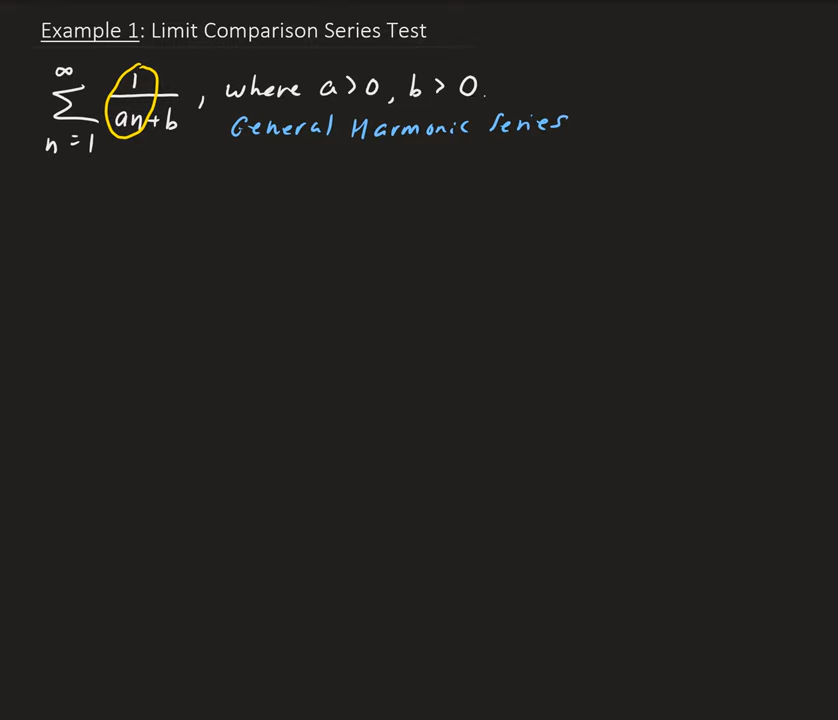 Example 1: Limit Comparison Series Test
∞
∑ 1/(an+b) , where a>0, b>0.
n=1
General Harmonic Series